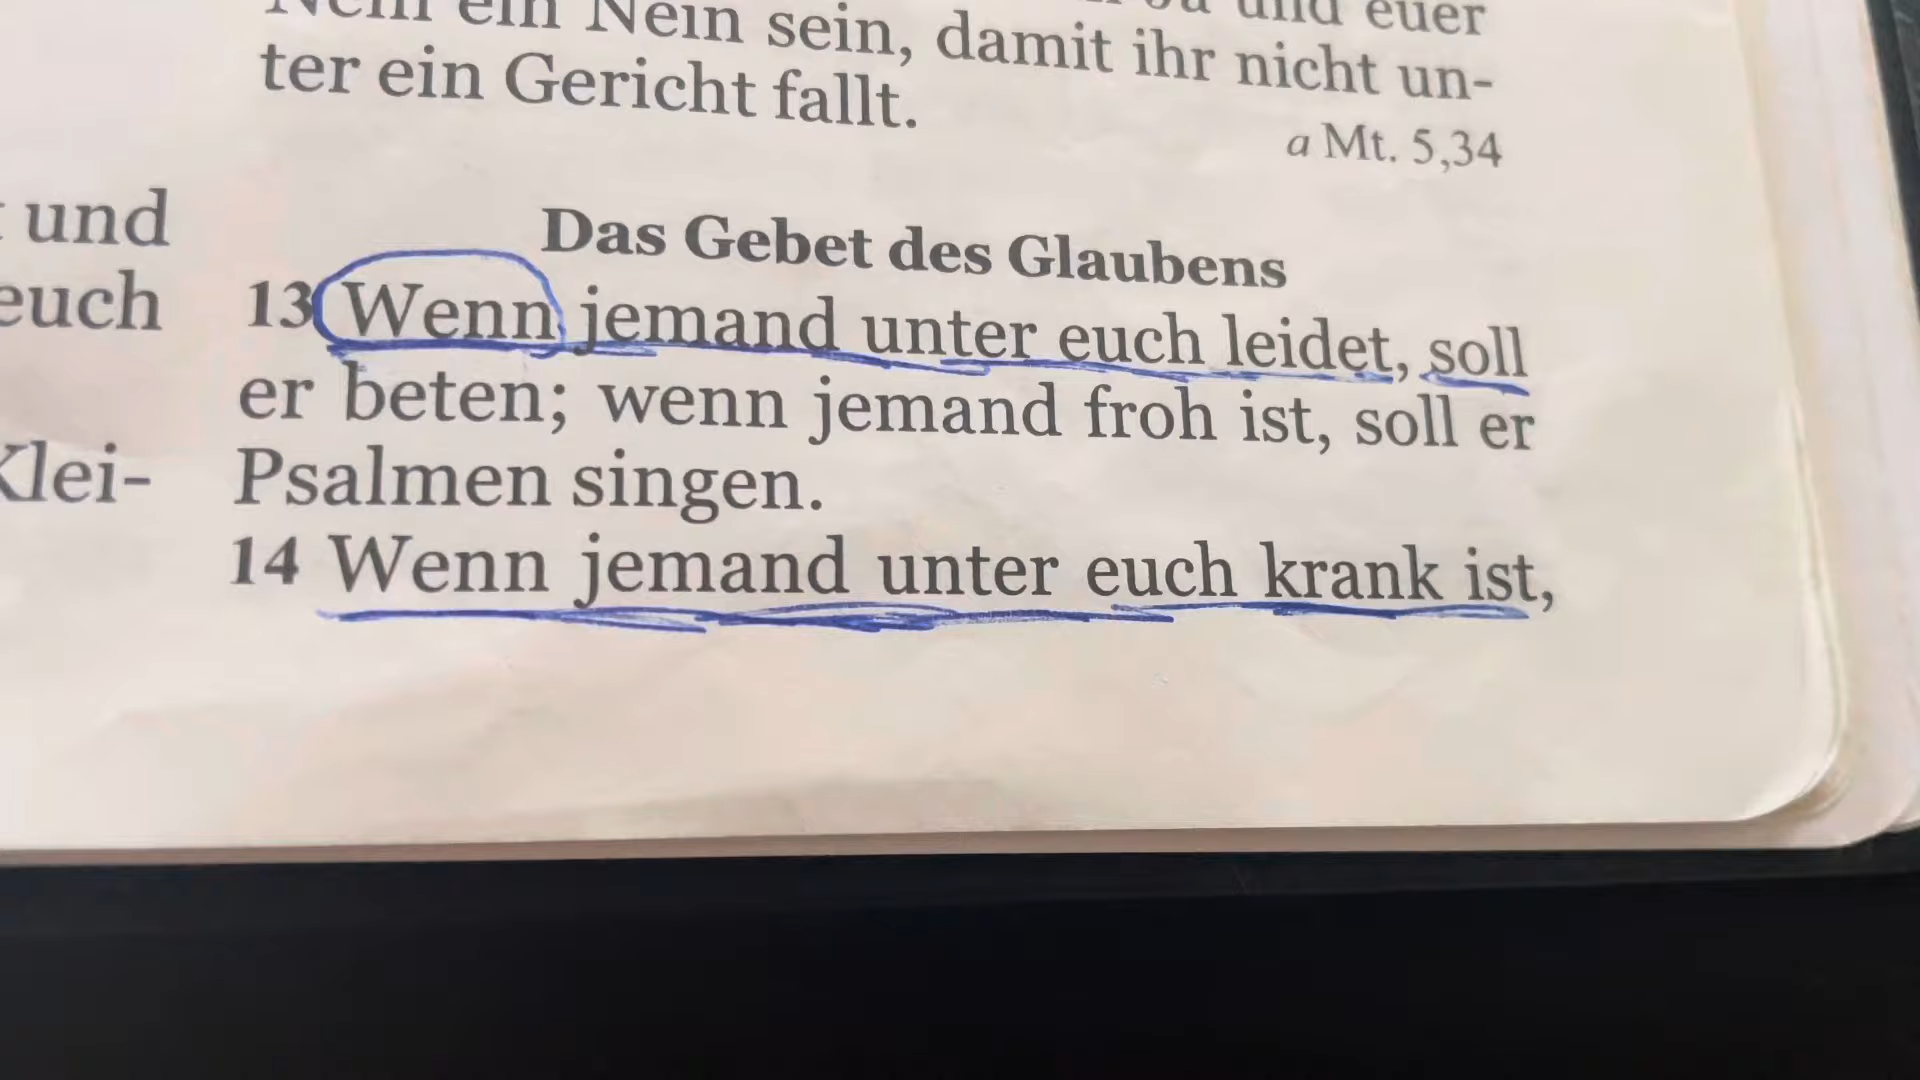 Nein ein Nein sein, damit ihr nicht un-
ter ein Gericht fallt.
a Mt. 5,34
und
euch
Klei-
Das Gebet des Glaubens
13 Wenn jemand unter euch leidet, soll
er beten; wenn jemand froh ist, soll er
Psalmen singen.
14 Wenn jemand unter euch krank ist,